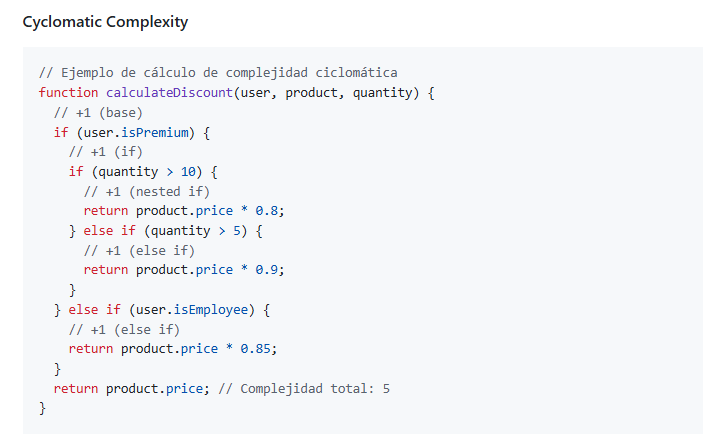 Cyclomatic Complexity
// Ejemplo de cálculo de complejidad ciclomática
function calculateDiscount(user, product, quantity) {
  // +1 (base)
  if (user.isPremium) {
    // +1 (if)
    if (quantity > 10) {
      // +1 (nested if)
      return product.price * 0.8;
    } else if (quantity > 5) {
      // +1 (else if)
      return product.price * 0.9;
    }
  } else if (user.isEmployee) {
    // +1 (else if)
    return product.price * 0.85;
  }
  return product.price; // Complejidad total: 5
}